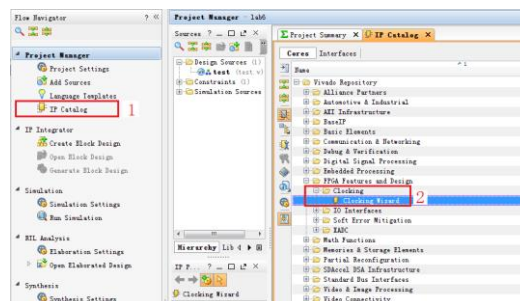 Flow Navigator
Project Manager
Project Settings
Add Sources
Language Templates
IP Catalog
1
IP Integrator
Create Block Design
Open Block Design
Generate Block Design
Simulation
Simulation Settings
Run Simulation
RTL Analysis
Elaboration Settings
Open Elaborated Design
Synthesis
Synthesis Settings
Project Manager - lab6
Sources
Design Sources (1)
test (test.v)
Constraints (1)
Simulation Sources
Hierarchy Lib
IP P...
Clocking Wizard
Project Summary
IP Catalog
Cores Interfaces
Name
Vivado Repository
Alliance Partners
Automotive & Industrial
AXI Infrastructure
BaseIP
Basic Elements
Communication & Networking
Debug & Verification
Digital Signal Processing
Embedded Processing
FPGA Features and Design
Clocking
Clocking Wizard
2
IO Interfaces
Soft Error Mitigation
XADC
Math Functions
Memories & Storage Elements
Partial Reconfiguration
SDAccel DSA Infrastructure
Standard Bus Interfaces
Video & Image Processing
Video Connectivity